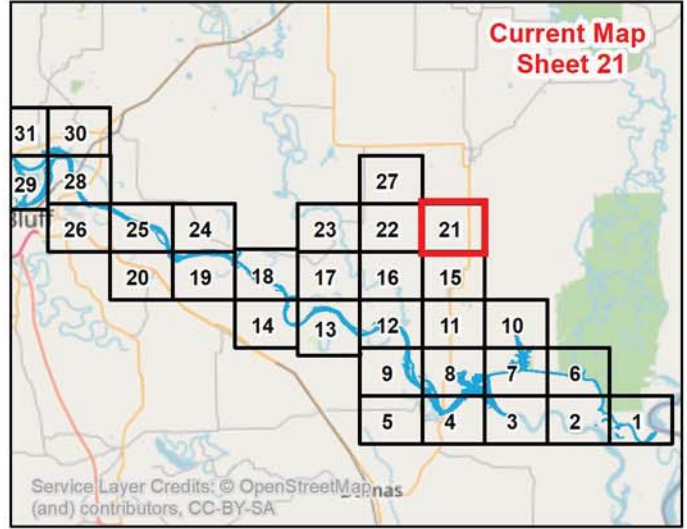 Current Map
Sheet 21
31 30
29 28 27
Bluff
26 25 24 23 22 21
20 19 18 17 16 15
14 13 12 11 10
9 8 7 6
5 4 3 2 1
Service Layer Credits: © OpenStreetMap
(and) contributors, CC-BY-SA